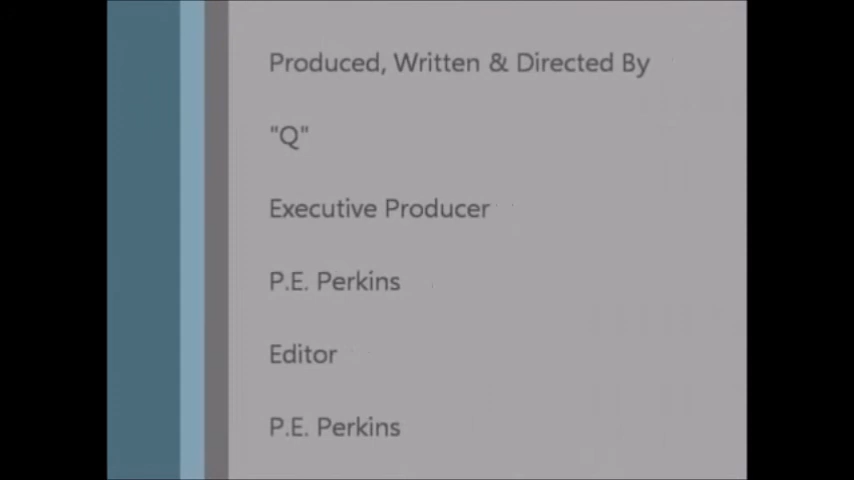 Produced, Written & Directed By
"Q"
Executive Producer
P.E. Perkins
Editor
P.E. Perkins